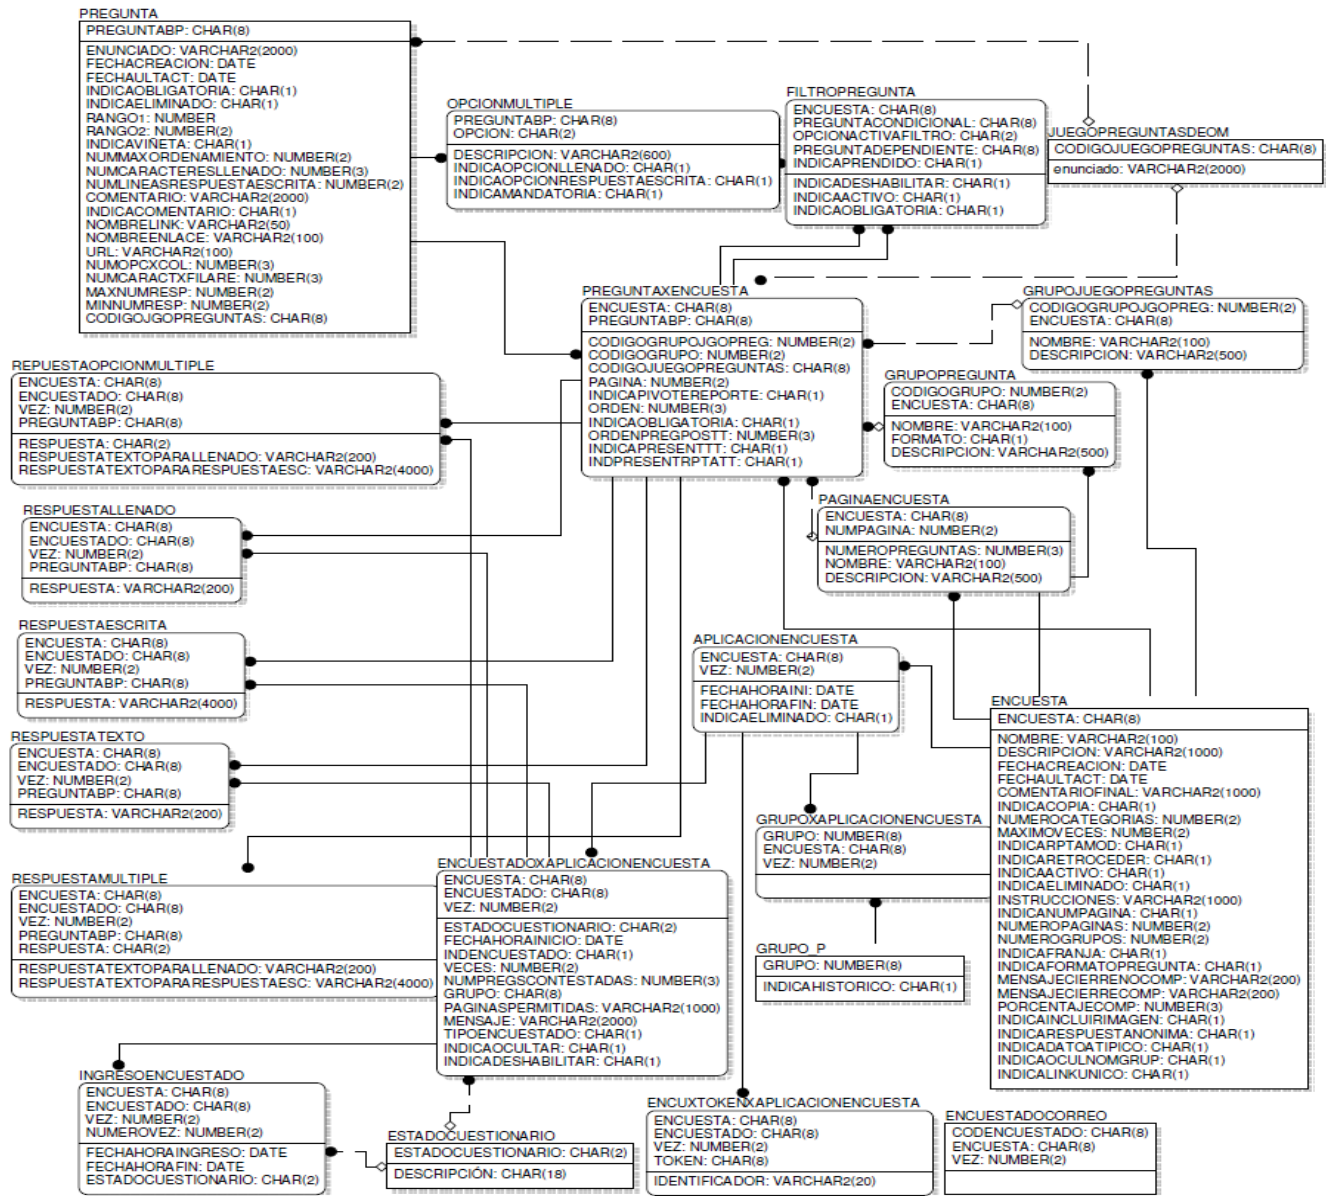 PREGUNTA
PREGUNTABP: CHAR(8)
ENUNCIADO: VARCHAR2(2000)
FECHACREACION: DATE
FECHAULTACT: DATE
INDICAOBLIGATORIA: CHAR(1)
INDICAELIMINADO: CHAR(1)
RANGO1: NUMBER
RANGO2: NUMBER(2)
INDICAVIÑETA: CHAR(1)
NUMMAXORDENAMIENTO: NUMBER(2)
NUMCARACTERESLLENADO: NUMBER(3)
NUMLINEASRESPUESTAESCRITA: NUMBER(2)
COMENTARIO: VARCHAR2(2000)
INDICACOMENTARIO: CHAR(1)
NOMBRELINK: VARCHAR2(50)
NOMBREENLACE: VARCHAR2(100)
URL: VARCHAR2(100)
NUMOPCXCOL: NUMBER(3)
NUMCARACTXFILARE: NUMBER(3)
MAXNUMRESP: NUMBER(2)
MINNUMRESP: NUMBER(2)
CODIGOJGOPREGUNTAS: CHAR(8)
OPCIONMULTIPLE
PREGUNTABP: CHAR(8)
OPCION: CHAR(2)
DESCRIPCION: VARCHAR2(600)
INDICAOPCIONLLENADO: CHAR(1)
INDICAOPCIONRESPUESTAESCRITA: CHAR(1)
INDICAMANDATORIA: CHAR(1)
FILTROPREGUNTA
ENCUESTA: CHAR(8)
PREGUNTACONDICIONAL: CHAR(8)
OPCIONACTIVAFILTRO: CHAR(2)
PREGUNTADEPENDIENTE: CHAR(8)
INDICAPRENDIDO: CHAR(1)
INDICADESHABILITAR: CHAR(1)
INDICAACTIVO: CHAR(1)
INDICAOBLIGATORIA: CHAR(1)
JUEGOPREGUNTASDEOM
CODIGOJUEGOPREGUNTAS: CHAR(8)
enunciado: VARCHAR2(2000)
PREGUNTAXENCUESTA
ENCUESTA: CHAR(8)
PREGUNTABP: CHAR(8)
CODIGOGRUPOJGOPREG: NUMBER(2)
CODIGOGRUPO: NUMBER(2)
CODIGOJUEGOPREGUNTAS: CHAR(8)
PAGINA: NUMBER(2)
INDICAPIVOTEREPORTE: CHAR(1)
ORDEN: NUMBER(3)
INDICAOBLIGATORIA: CHAR(1)
ORDENPREGPOSTT: NUMBER(3)
INDICAPRESENTTT: CHAR(1)
INDPRESENTRPTATT: CHAR(1)
GRUPOJUEGOPREGUNTAS
CODIGOGRUPOJGOPREG: NUMBER(2)
ENCUESTA: CHAR(8)
NOMBRE: VARCHAR2(100)
DESCRIPCION: VARCHAR2(500)
GRUPOPREGUNTA
CODIGOGRUPO: NUMBER(2)
ENCUESTA: CHAR(8)
NOMBRE: VARCHAR2(100)
FORMATO: CHAR(1)
DESCRIPCION: VARCHAR2(500)
REPUESTAOPCIONMULTIPLE
ENCUESTA: CHAR(8)
ENCUESTADO: CHAR(8)
VEZ: NUMBER(2)
PREGUNTABP: CHAR(8)
RESPUESTA: CHAR(2)
RESPUESTATEXTOPARALLENADO: VARCHAR2(200)
RESPUESTATEXTOPARARESPUESTAESC: VARCHAR2(4000)
PAGINAENCUESTA
ENCUESTA: CHAR(8)
NUMPAGINA: NUMBER(2)
NUMEROPREGUNTAS: NUMBER(3)
NOMBRE: VARCHAR2(100)
DESCRIPCION: VARCHAR2(500)
RESPUESTALLENADO
ENCUESTA: CHAR(8)
ENCUESTADO: CHAR(8)
VEZ: NUMBER(2)
PREGUNTABP: CHAR(8)
RESPUESTA: VARCHAR2(200)
RESPUESTAESCRITA
ENCUESTA: CHAR(8)
ENCUESTADO: CHAR(8)
VEZ: NUMBER(2)
PREGUNTABP: CHAR(8)
RESPUESTA: VARCHAR2(4000)
APLICACIONENCUESTA
ENCUESTA: CHAR(8)
VEZ: NUMBER(2)
FECHAHORAINI: DATE
FECHAHORAFIN: DATE
INDICAELIMINADO: CHAR(1)
ENCUESTA
ENCUESTA: CHAR(8)
NOMBRE: VARCHAR2(100)
DESCRIPCION: VARCHAR2(1000)
FECHACREACION: DATE
FECHAULTACT: DATE
COMENTARIOFINAL: VARCHAR2(1000)
INDICACOPIA: CHAR(1)
NUMEROCATEGORIAS: NUMBER(2)
MAXIMOVECES: NUMBER(2)
INDICARPTAMOD: CHAR(1)
INDICARETROCEDER: CHAR(1)
INDICAACTIVO: CHAR(1)
INDICAELIMINADO: CHAR(1)
INSTRUCCIONES: VARCHAR2(1000)
INDICANUMPAGINA: CHAR(1)
NUMEROPAGINAS: NUMBER(2)
NUMEROGRUPOS: NUMBER(2)
INDICAFRANJA: CHAR(1)
INDICAFORMATOPREGUNTA: CHAR(1)
MENSAJECIERRENOCOMP: VARCHAR2(200)
MENSAJECIERRECOMP: VARCHAR2(200)
PORCENTAJECOMP: NUMBER(3)
INDICAINCLUIRIMAGEN: CHAR(1)
INDICARESPUESTANONIMA: CHAR(1)
INDICADATOATIPICO: CHAR(1)
INDICAOCULNOMGRUP: CHAR(1)
INDICALINKUNICO: CHAR(1)
RESPUESTATEXTO
ENCUESTA: CHAR(8)
ENCUESTADO: CHAR(8)
VEZ: NUMBER(2)
PREGUNTABP: CHAR(8)
RESPUESTA: VARCHAR2(200)
GRUPOXAPLICACIONENCUESTA
GRUPO: NUMBER(8)
ENCUESTA: CHAR(8)
VEZ: NUMBER(2)
RESPUESTAMULTIPLE
ENCUESTA: CHAR(8)
ENCUESTADO: CHAR(8)
VEZ: NUMBER(2)
PREGUNTABP: CHAR(8)
RESPUESTA: CHAR(2)
RESPUESTATEXTOPARALLENADO: VARCHAR2(200)
RESPUESTATEXTOPARARESPUESTAESC: VARCHAR2(4000)
ENCUESTADOXAPLICACIONENCUESTA
ENCUESTA: CHAR(8)
ENCUESTADO: CHAR(8)
VEZ: NUMBER(2)
ESTADOCUESTIONARIO: CHAR(2)
FECHAHORAINICIO: DATE
INDENCUESTADO: CHAR(1)
VECES: NUMBER(2)
NUMPREGSCONTESTADAS: NUMBER(3)
GRUPO: CHAR(8)
PAGINASPERMITIDAS: VARCHAR2(1000)
MENSAJE: VARCHAR2(2000)
TIPOENCUESTADO: CHAR(1)
INDICAOCULTAR: CHAR(1)
INDICADESHABILITAR: CHAR(1)
GRUPO_P
GRUPO: NUMBER(8)
INDICAHISTORICO: CHAR(1)
INGRESOENCUESTADO
ENCUESTA: CHAR(8)
ENCUESTADO: CHAR(8)
VEZ: NUMBER(2)
NUMEROVEZ: NUMBER(2)
FECHAHORAINGRESO: DATE
FECHAHORAFIN: DATE
ESTADOCUESTIONARIO: CHAR(2)
ESTADOCUESTIONARIO
ESTADOCUESTIONARIO: CHAR(2)
DESCRIPCIÓN: CHAR(18)
ENCUXTOKENXAPLICACIONENCUESTA
ENCUESTA: CHAR(8)
ENCUESTADO: CHAR(8)
VEZ: NUMBER(2)
TOKEN: CHAR(8)
IDENTIFICADOR: VARCHAR2(20)
ENCUESTADOCORREO
CODENCUESTADO: CHAR(8)
ENCUESTA: CHAR(8)
VEZ: NUMBER(2)